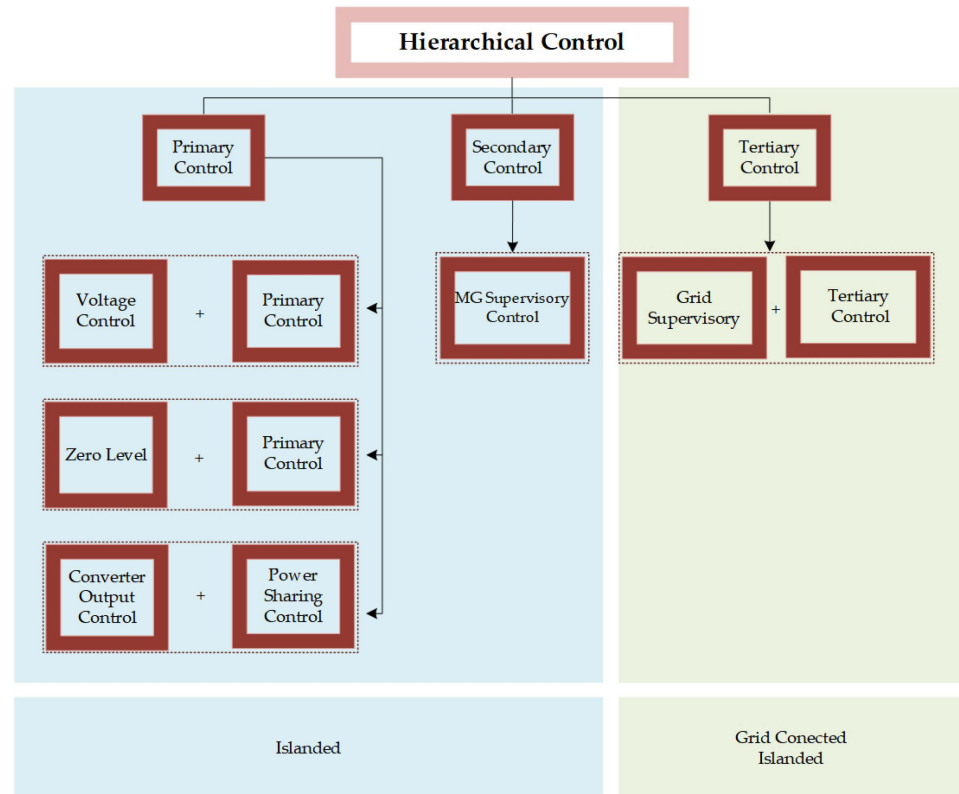 Hierarchical Control
Primary
Control
Secondary
Control
Tertiary
Control
Voltage
Control
+
Primary
Control
MG Supervisory
Control
Grid
Supervisory
+
Tertiary
Control
Zero Level
+
Primary
Control
Converter
Output
Control
+
Power
Sharing
Control
Islanded
Grid Conected
Islanded